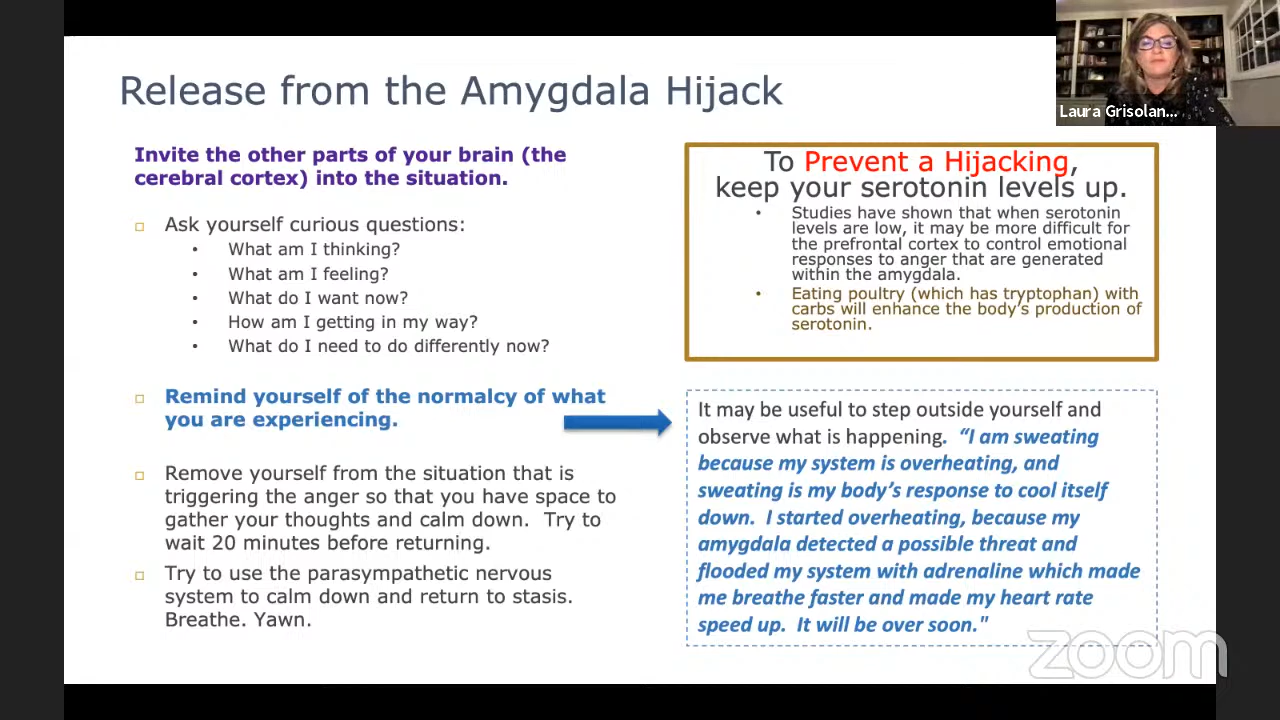 Release from the Amygdala Hijack
Laura Grisolan...
Invite the other parts of your brain (the
cerebral cortex) into the situation.
Ask yourself curious questions:
• What am I thinking?
• What am I feeling?
• What do I want now?
• How am I getting in my way?
• What do I need to do differently now?
Remind yourself of the normalcy of what
you are experiencing.
Remove yourself from the situation that is
triggering the anger so that you have space to
gather your thoughts and calm down.  Try to
wait 20 minutes before returning.
Try to use the parasympathetic nervous
system to calm down and return to stasis.
Breathe. Yawn.
To Prevent a Hijacking,
keep your serotonin levels up.
• Studies have shown that when serotonin
levels are low, it may be more difficult for
the prefrontal cortex to control emotional
responses to anger that are generated
within the amygdala.
• Eating poultry (which has tryptophan) with
carbs will enhance the body's production of
serotonin.
It may be useful to step outside yourself and
observe what is happening.  “I am sweating
because my system is overheating, and
sweating is my body’s response to cool itself
down.  I started overheating, because my
amygdala detected a possible threat and
flooded my system with adrenaline which made
me breathe faster and made my heart rate
speed up.  It will be over soon."
zoom